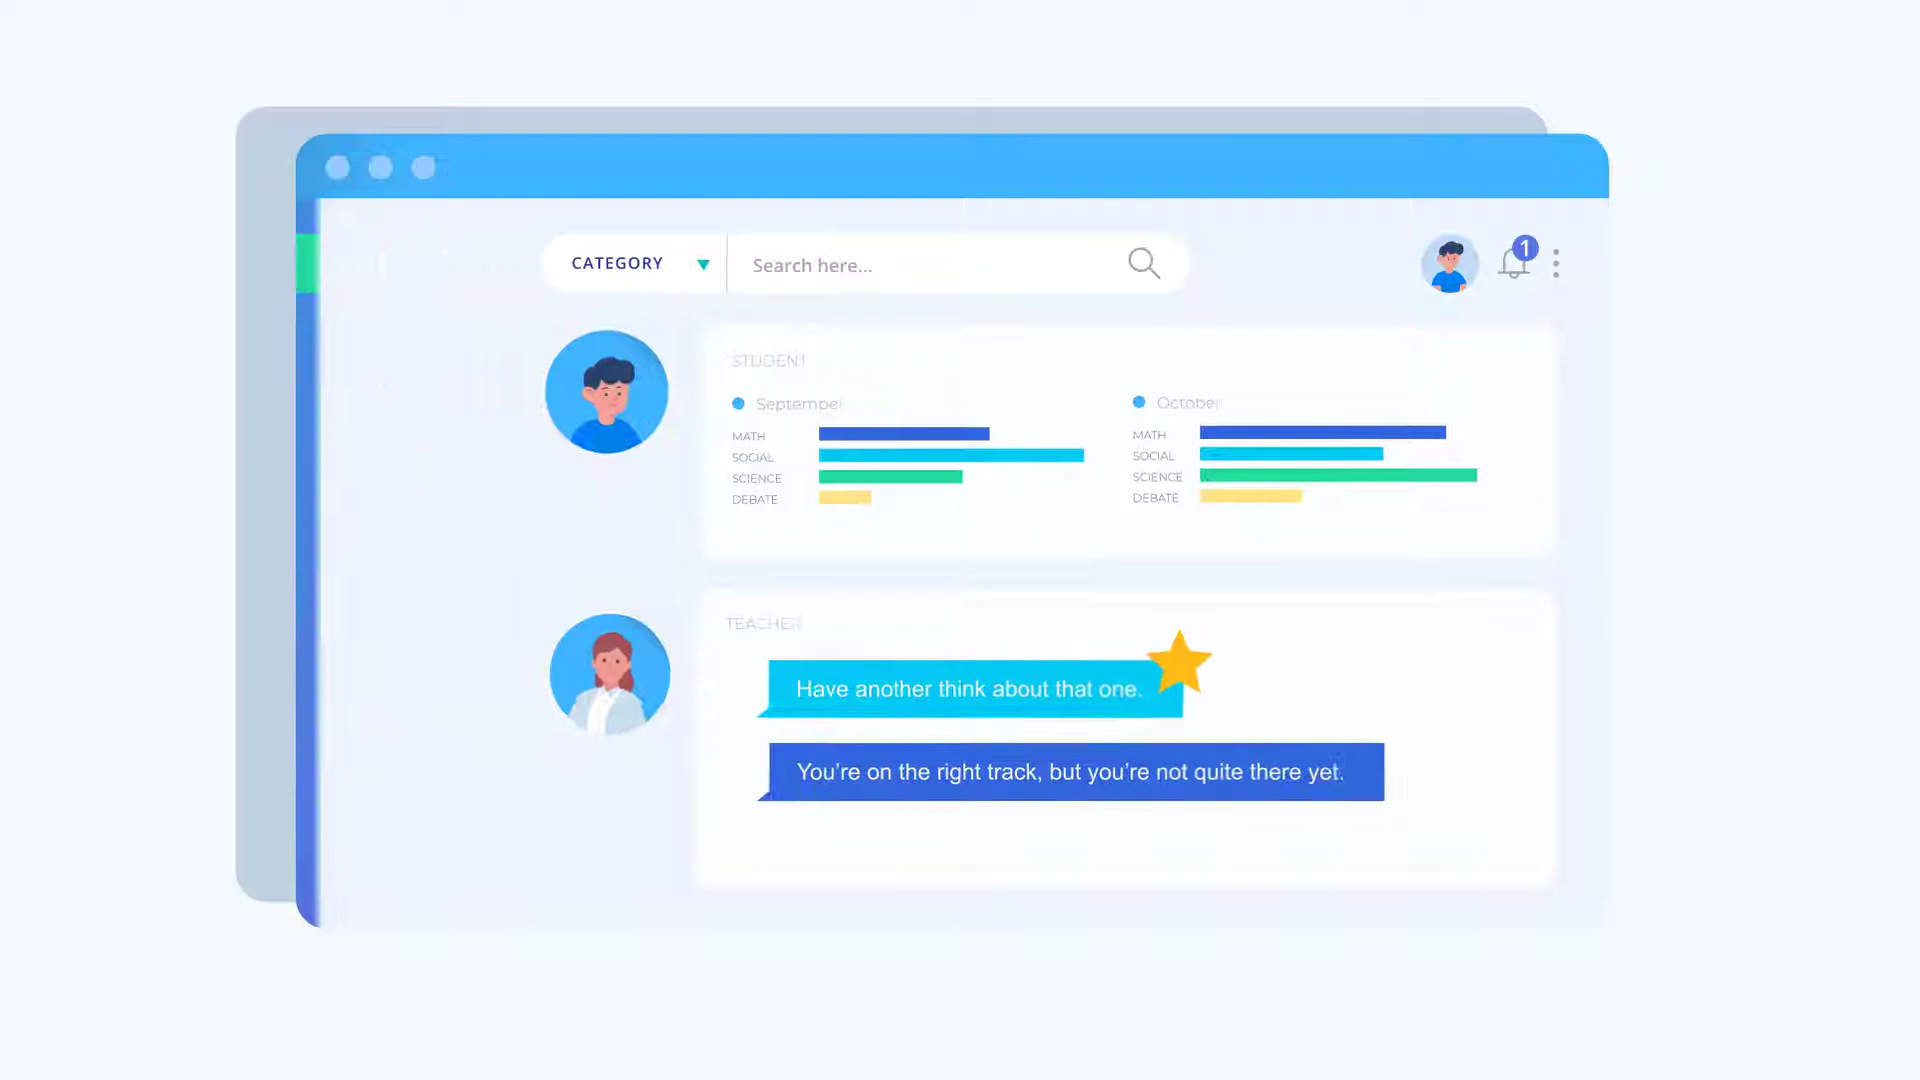 CATEGORY
Search here...
1
STUDENT
September
MATH
SOCIAL
SCIENCE
DEBATE
October
MATH
SOCIAL
SCIENCE
DEBATE
TEACHER
Have another think about that one.
You’re on the right track, but you’re not quite there yet.